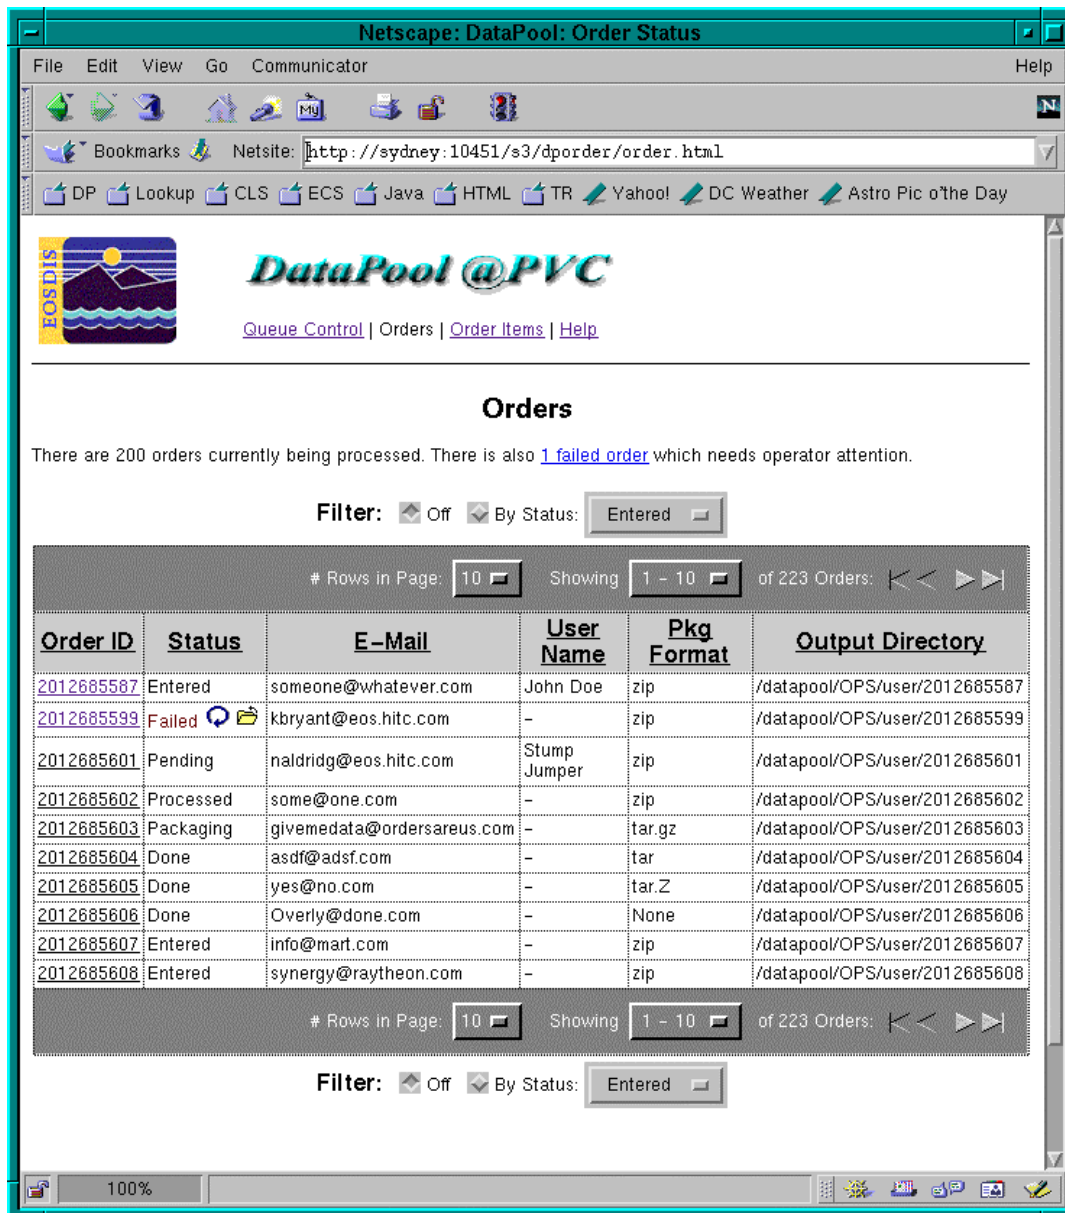 Netscape: DataPool: Order Status
File Edit View Go Communicator Help
My N
Bookmarks Netsite: http://sydney:10451/s3/dporder/order.html
DP Lookup CLS ECS Java HTML TR Yahoo! DC Weather Astro Pic o'the Day
EOSDIS
DataPool @PVC
Queue Control | Orders | Order Items | Help
Orders
There are 200 orders currently being processed. There is also 1 failed order which needs operator attention.
Filter: Off By Status: Entered
# Rows in Page: 10 Showing 1 - 10 of 223 Orders:
Order ID Status E-Mail User Name Pkg Format Output Directory
2012685587 Entered someone@whatever.com John Doe zip /datapool/OPS/user/2012685587
2012685599 Failed kbryant@eos.hitc.com - zip /datapool/OPS/user/2012685599
2012685601 Pending naldridg@eos.hitc.com Stump Jumper zip /datapool/OPS/user/2012685601
2012685602 Processed some@one.com - zip /datapool/OPS/user/2012685602
2012685603 Packaging givemedata@ordersareus.com - tar.gz /datapool/OPS/user/2012685603
2012685604 Done asdf@adsf.com - tar /datapool/OPS/user/2012685604
2012685605 Done yes@no.com - tar.Z /datapool/OPS/user/2012685605
2012685606 Done Overly@done.com - None /datapool/OPS/user/2012685606
2012685607 Entered info@mart.com - zip /datapool/OPS/user/2012685607
2012685608 Entered synergy@raytheon.com - zip /datapool/OPS/user/2012685608
# Rows in Page: 10 Showing 1 - 10 of 223 Orders:
Filter: Off By Status: Entered
100%